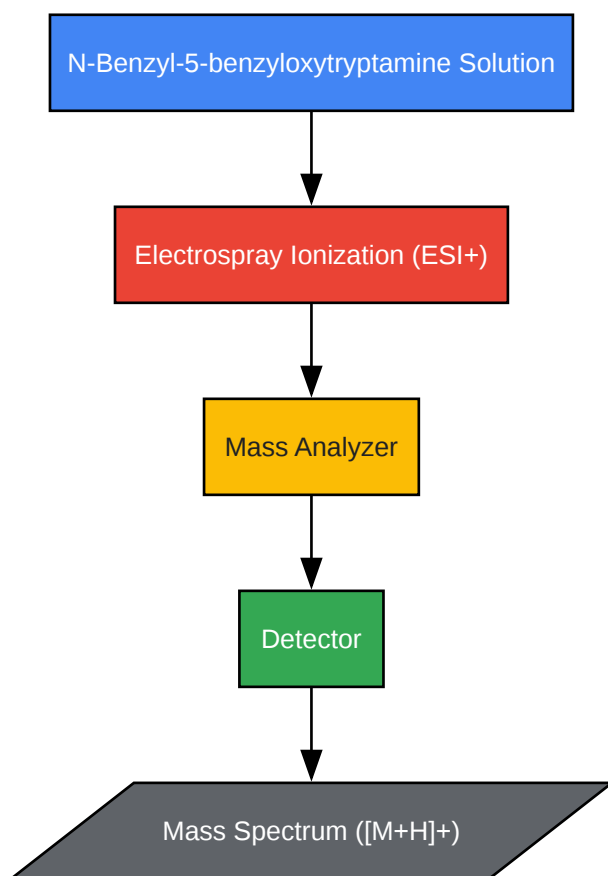 N-Benzyl-5-benzyloxytryptamine Solution
Electrospray Ionization (ESI+)
Mass Analyzer
Detector
Mass Spectrum ([M+H]+)